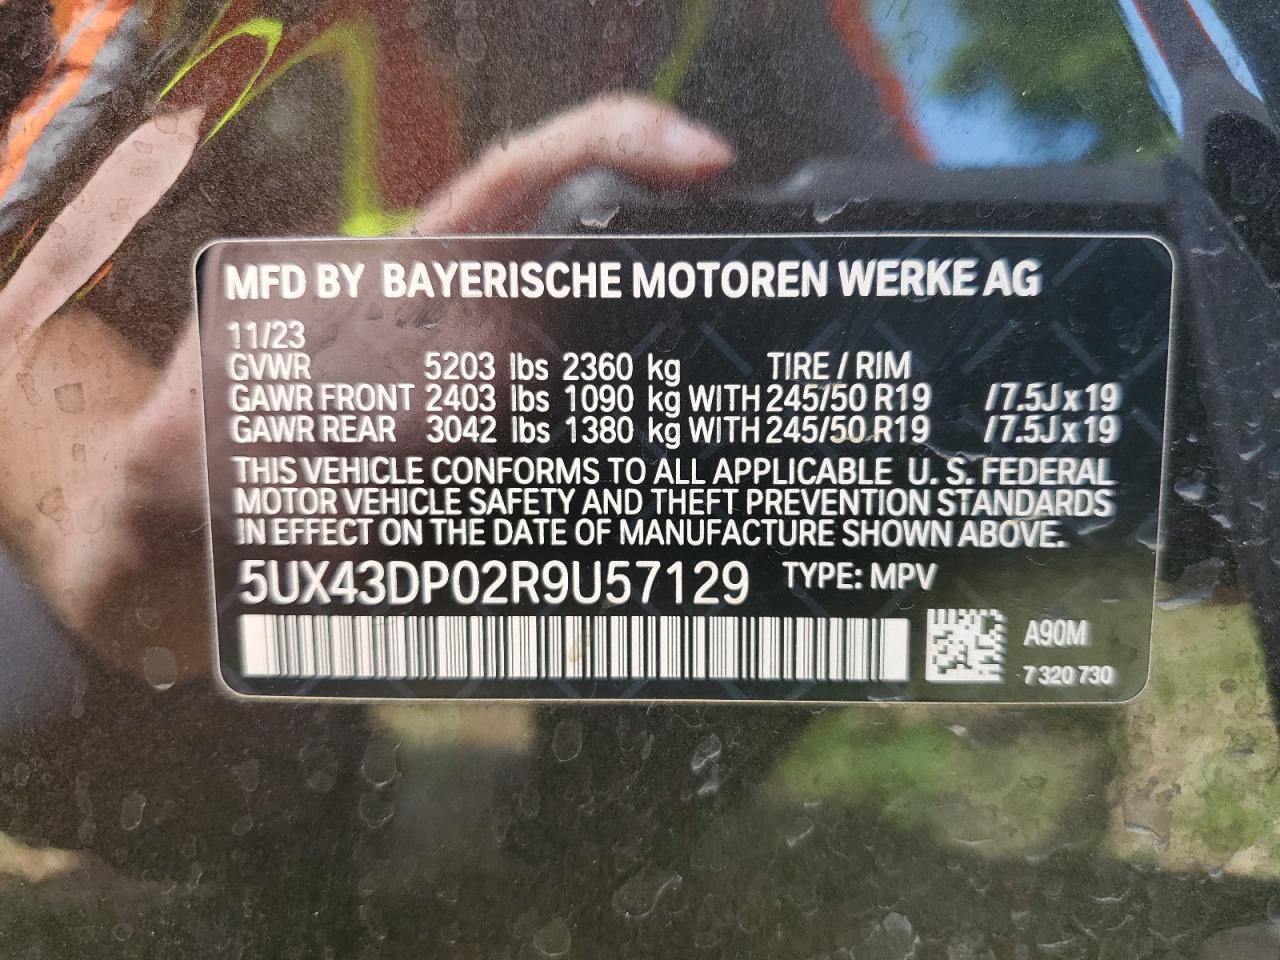 MFD BY BAYERISCHE MOTOREN WERKE AG
11/23
GVWR 5203 lbs 2360 kg TIRE / RIM
GAWR FRONT 2403 lbs 1090 kg WITH 245/50 R19 /7.5J x 19
GAWR REAR 3042 lbs 1380 kg WITH 245/50 R19 /7.5J x 19
THIS VEHICLE CONFORMS TO ALL APPLICABLE U. S. FEDERAL
MOTOR VEHICLE SAFETY AND THEFT PREVENTION STANDARDS
IN EFFECT ON THE DATE OF MANUFACTURE SHOWN ABOVE.
5UX43DP02R9U57129 TYPE: MPV
A90M
7 320 730